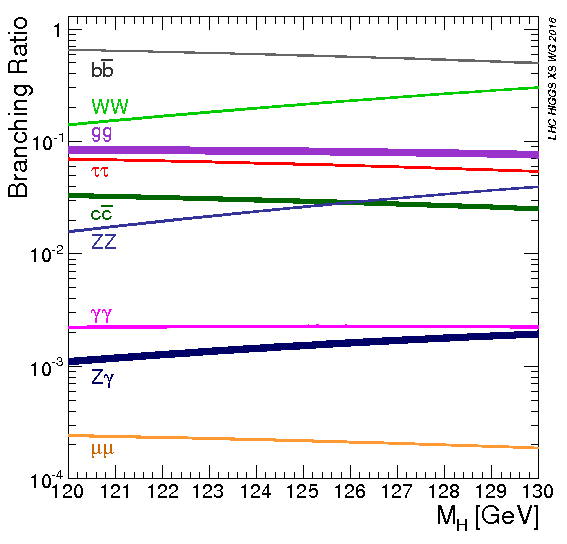 Branching Ratio
LHC HIGGS XS WG 2016
1
10⁻¹
10⁻²
10⁻³
10⁻⁴
bb̅
WW
gg
ττ
cc̅
ZZ
γγ
Zγ
μμ
120 121 122 123 124 125 126 127 128 129 130
M_H [GeV]